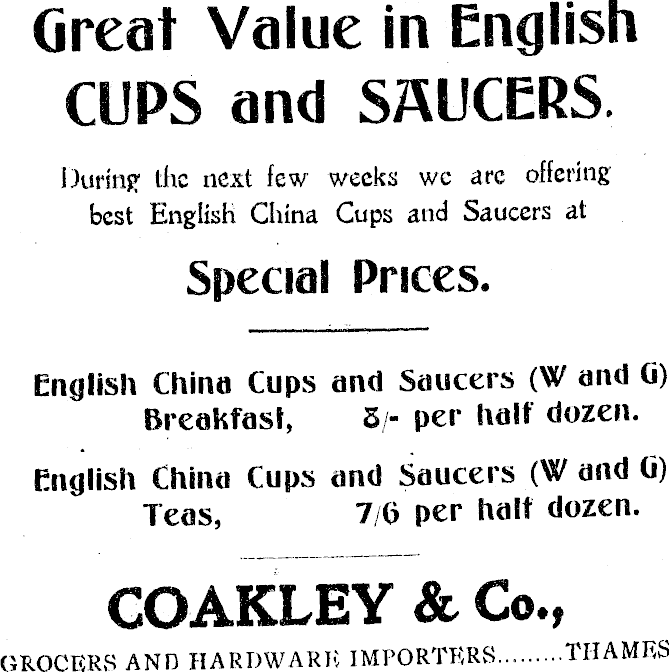 Great Value in English
CUPS and SAUCERS.
During the next few weeks we are offering
best English China Cups and Saucers at
Special Prices.
English China Cups and Saucers (W and G)
Breakfast, 8/- per half dozen.
English China Cups and Saucers (W and G)
Teas, 7/6 per half dozen.
COAKLEY & Co.,
GROCERS AND HARDWARE IMPORTERS.........THAMES